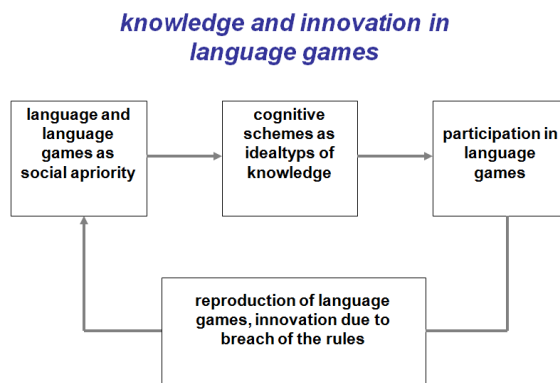 knowledge and innovation in
language games
language and
language
games as
social apriority
cognitive
schemes as
idealtyps of
knowledge
participation in
language
games
reproduction of language
games, innovation due to
breach of the rules